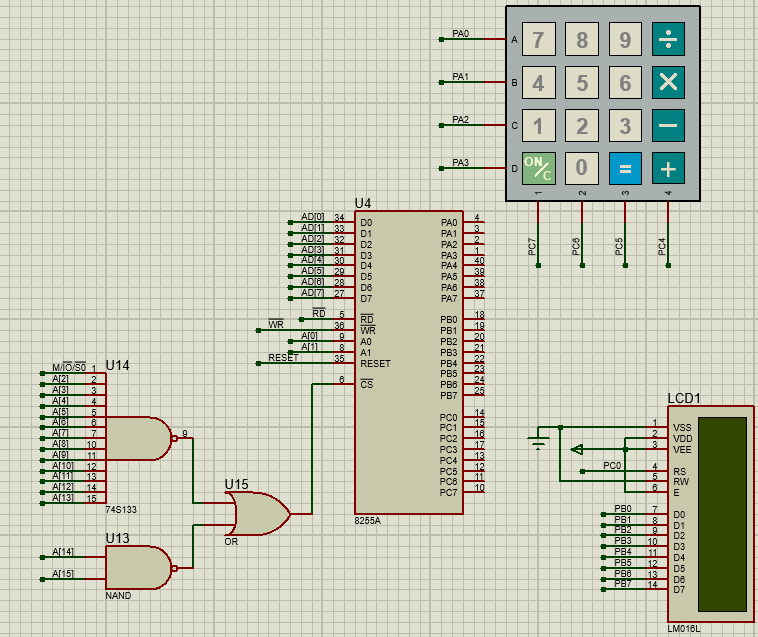 PA0 A 7 8 9 ÷
PA1 B 4 5 6 ×
PA2 C 1 2 3 −
PA3 D ON/C 0 = +
1 2 3 4
PC7 PC6 PC5 PC4
U4
AD[0] 34 D0 PA0 4
AD[1] 33 D1 PA1 3
AD[2] 32 D2 PA2 2
AD[3] 31 D3 PA3 1
AD[4] 30 D4 PA4 40
AD[5] 29 D5 PA5 39
AD[6] 28 D6 PA6 38
AD[7] 27 D7 PA7 37
RD 5 RD PB0 18
WR 36 WR PB1 19
A[0] 9 A0 PB2 20
A[1] 8 A1 PB3 21
RESET 35 RESET PB4 22
PB5 23
6 CS PB6 24
PB7 25
PC0 14
PC1 15
PC2 16
PC3 17
PC4 13
PC5 12
PC6 11
PC7 10
8255A
U14
M/IO/S0 1
A[2] 2
A[3] 3
A[4] 4
A[5] 5
A[6] 6
A[7] 7
A[8] 10
A[9] 11
A[10] 12
A[11] 13
A[12] 14
A[13] 15
9
74S133
U15
OR
U13
A[14]
A[15]
NAND
LCD1
1 VSS
2 VDD
3 VEE
PC0 4 RS
5 RW
6 E
PB0 7 D0
PB1 8 D1
PB2 9 D2
PB3 10 D3
PB4 11 D4
PB5 12 D5
PB6 13 D6
PB7 14 D7
LM016L